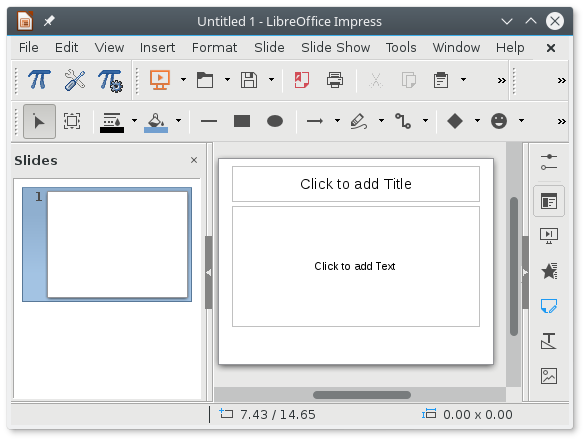 Untitled 1 - LibreOffice Impress
File Edit View Insert Format Slide Slide Show Tools Window Help
Slides
1
Click to add Title
Click to add Text
7.43 / 14.65 0.00 x 0.00